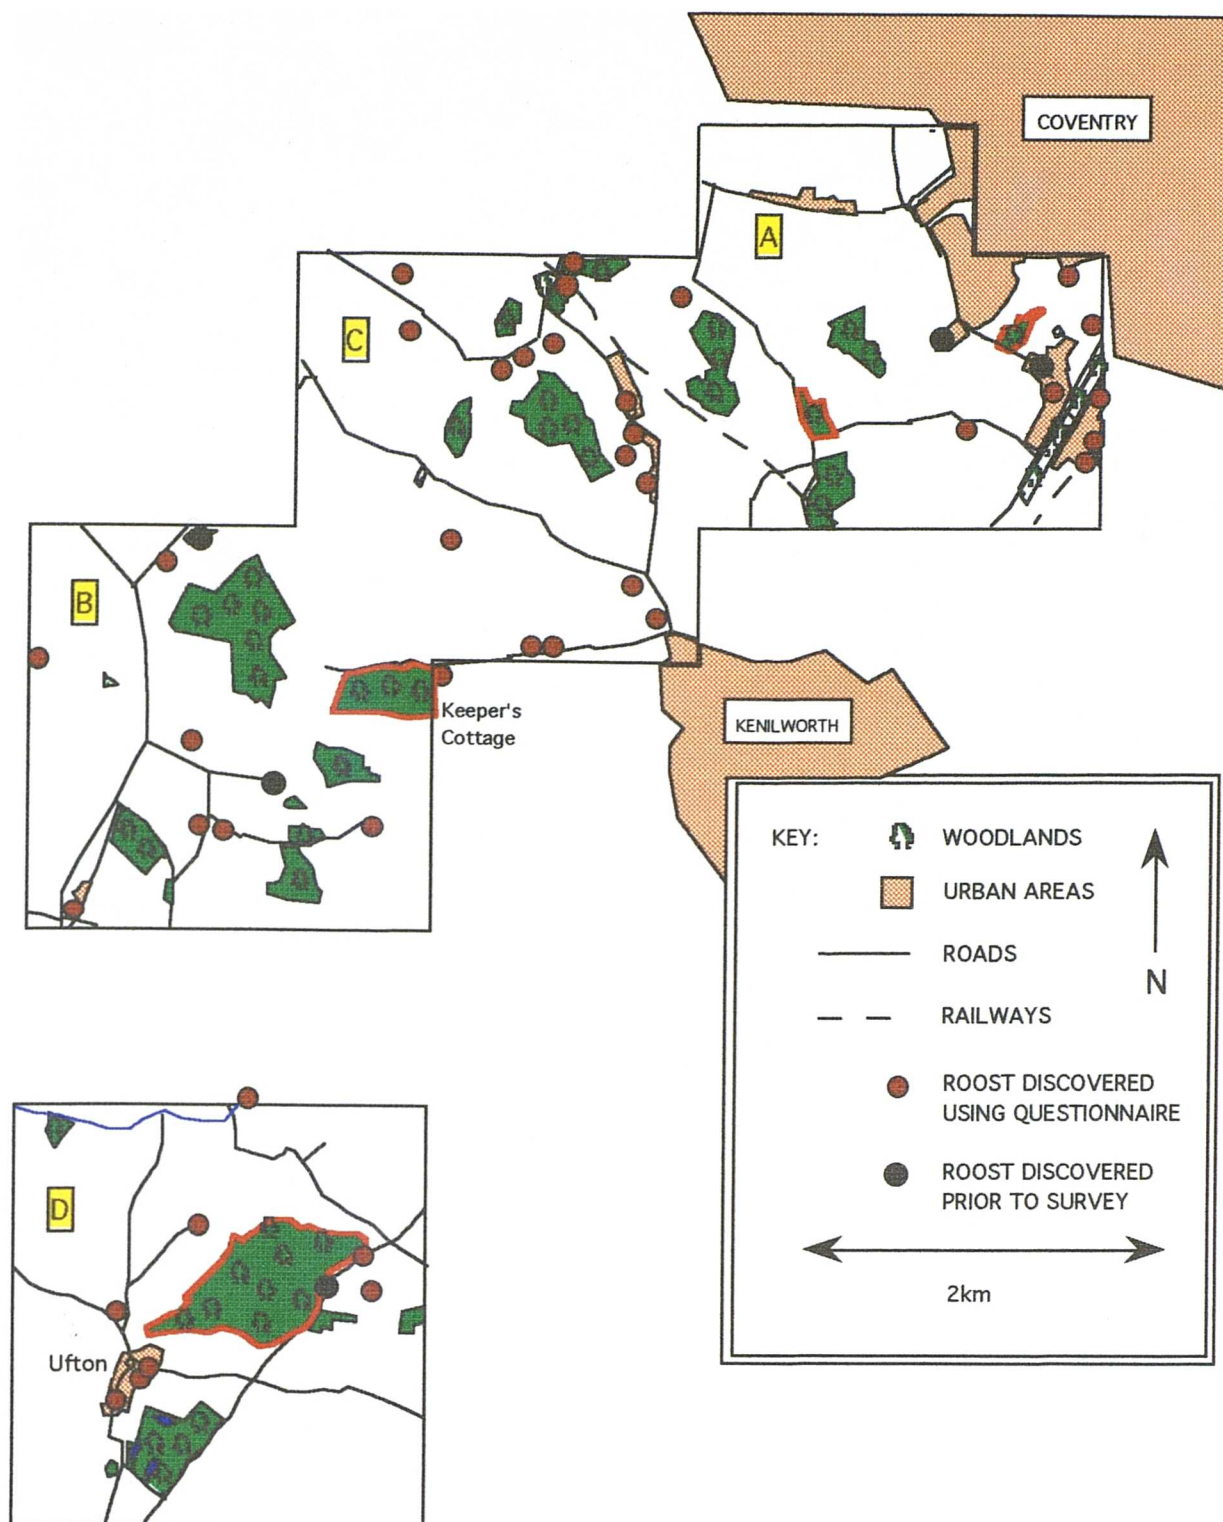 COVENTRY
A
C
B
Keeper's
Cottage
KENILWORTH
KEY:
WOODLANDS
URBAN AREAS
ROADS
N
RAILWAYS
ROOST DISCOVERED
USING QUESTIONNAIRE
ROOST DISCOVERED
PRIOR TO SURVEY
2km
D
Ufton